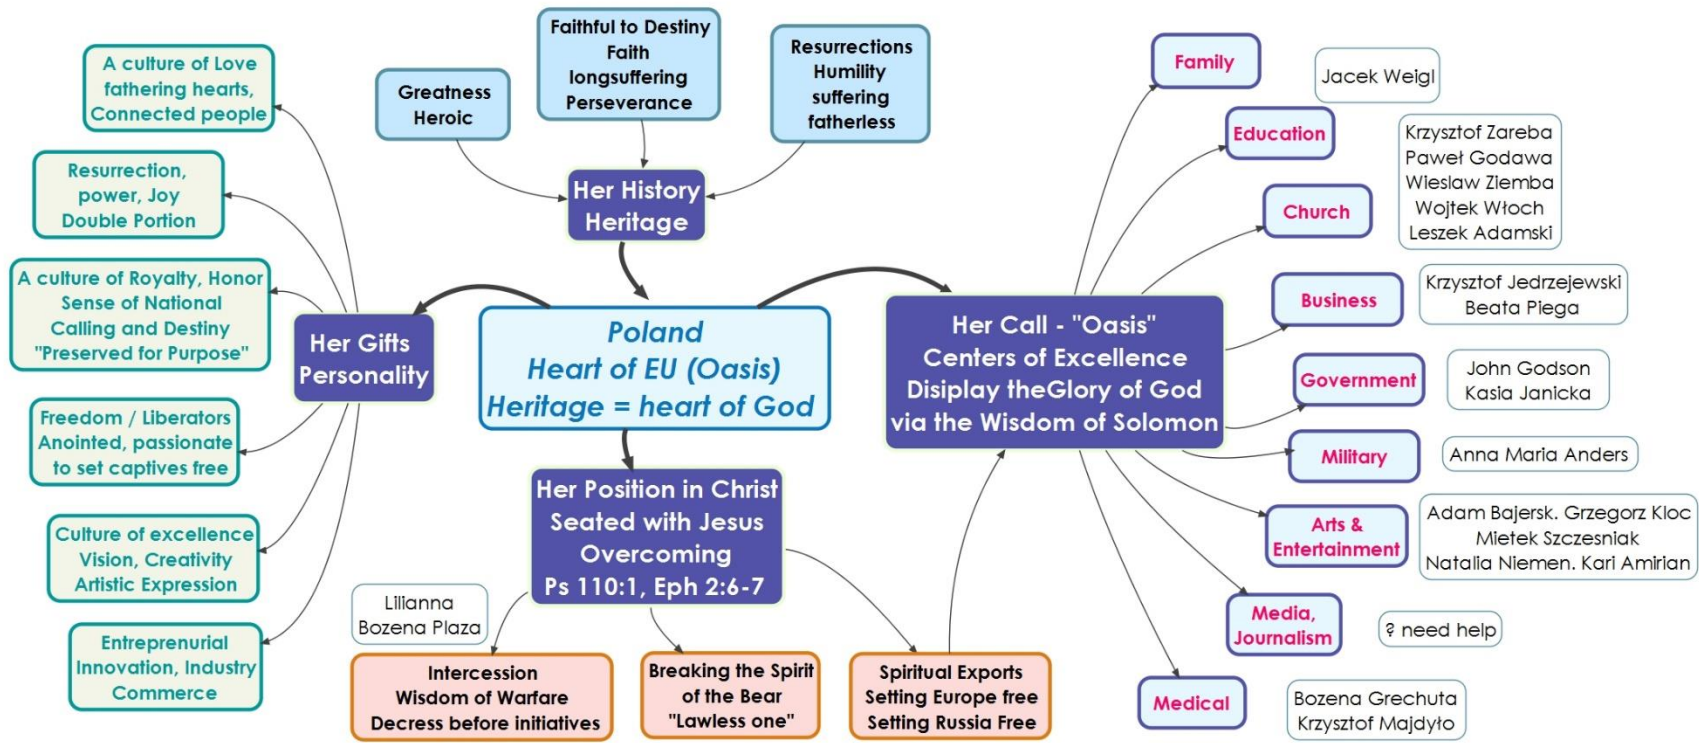 A culture of Love
fathering hearts,
Connected people
Resurrection,
power, Joy
Double Portion
A culture of Royalty, Honor
Sense of National
Calling and Destiny
"Preserved for Purpose"
Freedom / Liberators
Anointed, passionate
to set captives free
Culture of excellence
Vision, Creativity
Artistic Expression
Entreprenurial
Innovation, Industry
Commerce
Her Gifts
Personality
Greatness
Heroic
Faithful to Destiny
Faith
longsuffering
Perseverance
Resurrections
Humility
suffering
fatherless
Her History
Heritage
Poland
Heart of EU (Oasis)
Heritage = heart of God
Her Position in Christ
Seated with Jesus
Overcoming
Ps 110:1, Eph 2:6-7
Lilianna
Bozena Plaza
Intercession
Wisdom of Warfare
Decress before initiatives
Breaking the Spirit
of the Bear
"Lawless one"
Spiritual Exports
Setting Europe free
Setting Russia Free
Her Call - "Oasis"
Centers of Excellence
Disiplay theGlory of God
via the Wisdom of Solomon
Family
Jacek Weigl
Education
Krzysztof Zareba
Paweł Godawa
Wieslaw Ziemba
Wojtek Włoch
Leszek Adamski
Church
Business
Krzysztof Jedrzejewski
Beata Piega
Government
John Godson
Kasia Janicka
Military
Anna Maria Anders
Arts &
Entertainment
Adam Bajersk. Grzegorz Kloc
Mietek Szczesniak
Natalia Niemen. Kari Amirian
Media,
Journalism
? need help
Medical
Bozena Grechuta
Krzysztof Majdyło